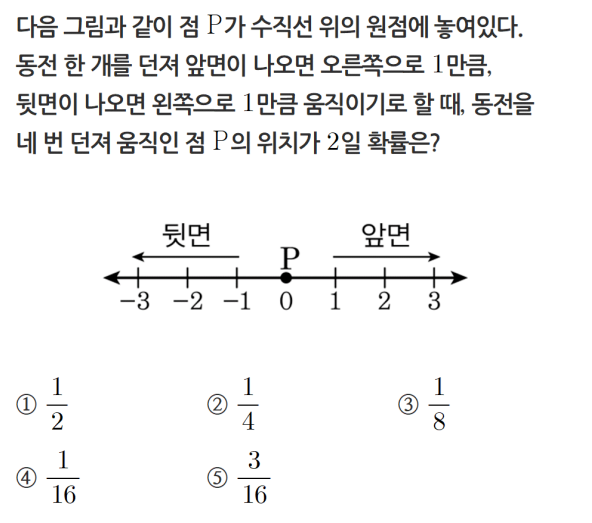 다음 그림과 같이 점 P가 수직선 위의 원점에 놓여있다.
동전 한 개를 던져 앞면이 나오면 오른쪽으로 1만큼,
뒷면이 나오면 왼쪽으로 1만큼 움직이기로 할 때, 동전을
네 번 던져 움직인 점 P의 위치가 2일 확률은?
뒷면 앞면
P
−3 −2 −1 0 1 2 3
① 1/2 ② 1/4 ③ 1/8
④ 1/16 ⑤ 3/16